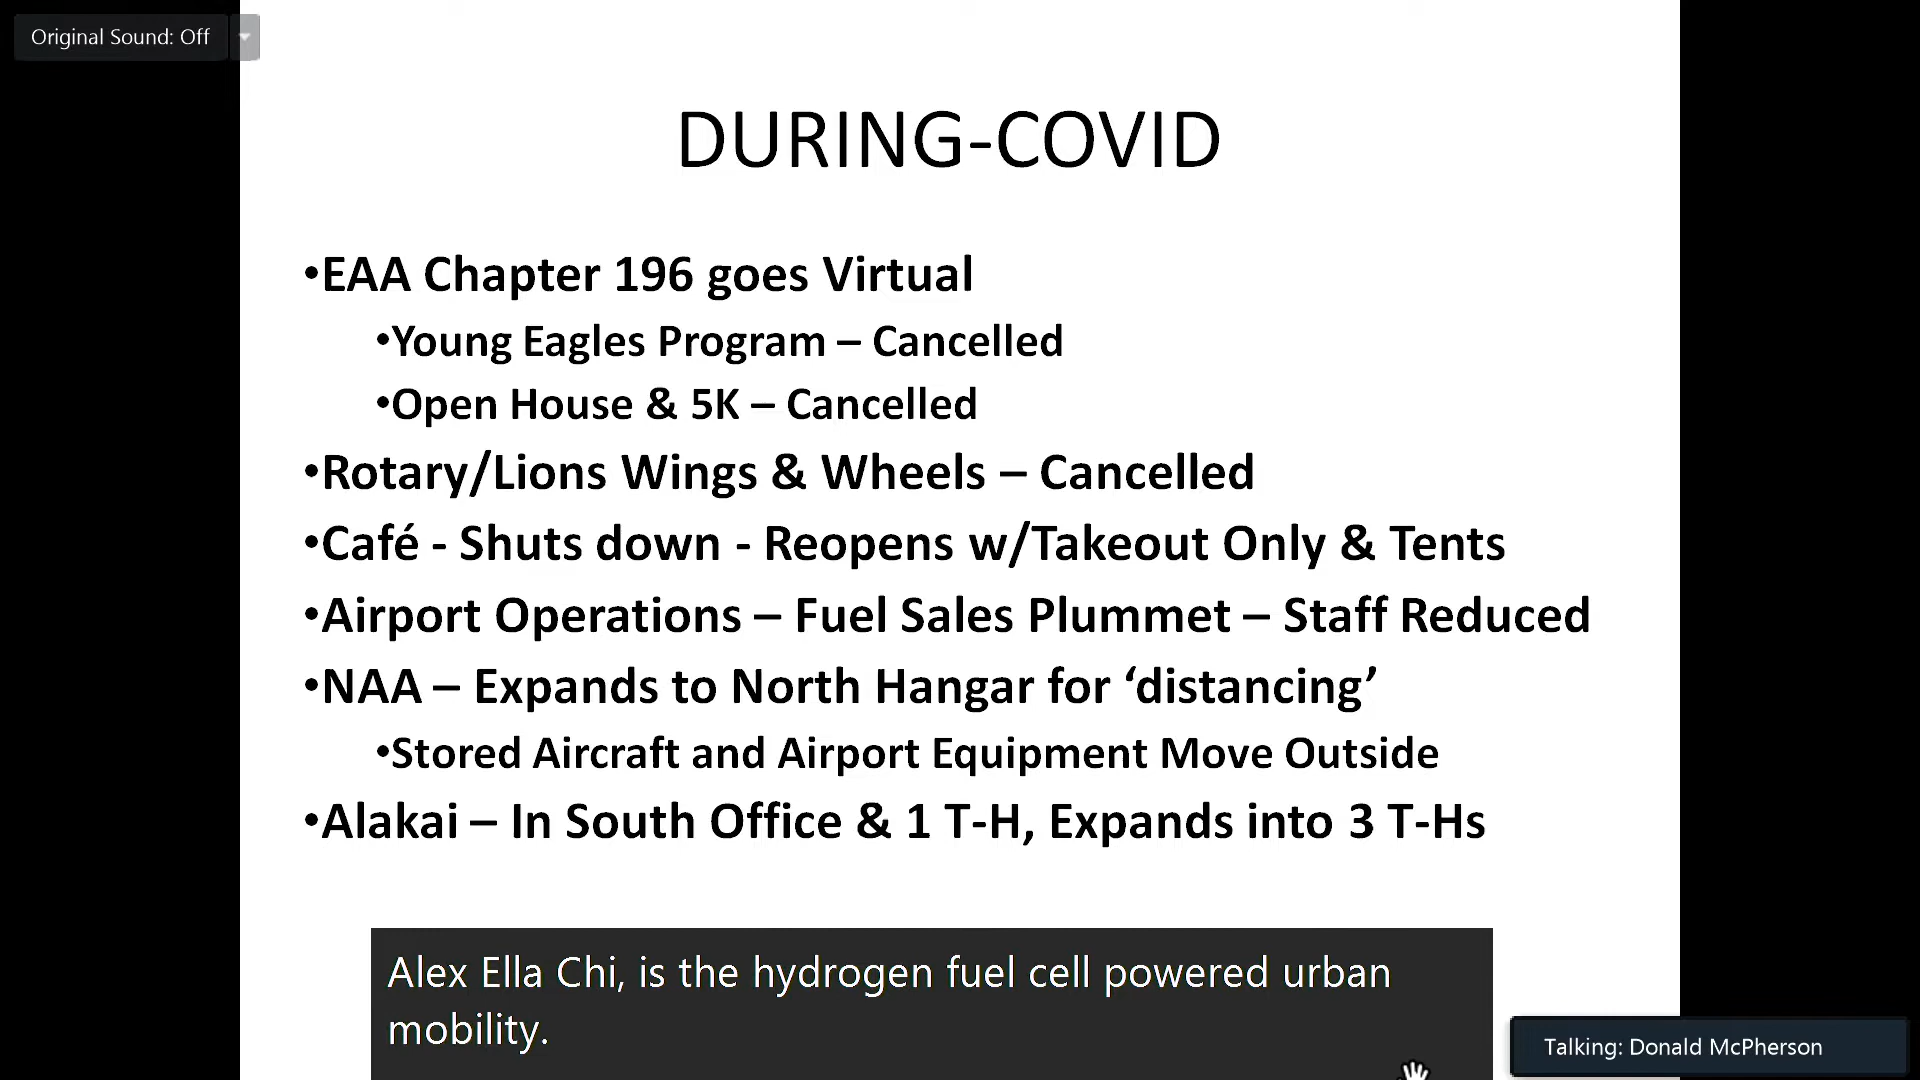 Original Sound: Off
DURING-COVID
•EAA Chapter 196 goes Virtual
•Young Eagles Program – Cancelled
•Open House & 5K – Cancelled
•Rotary/Lions Wings & Wheels – Cancelled
•Café - Shuts down - Reopens w/Takeout Only & Tents
•Airport Operations – Fuel Sales Plummet – Staff Reduced
•NAA – Expands to North Hangar for ‘distancing’
•Stored Aircraft and Airport Equipment Move Outside
•Alakai – In South Office & 1 T-H, Expands into 3 T-Hs
Alex Ella Chi, is the hydrogen fuel cell powered urban
mobility.
Talking: Donald McPherson